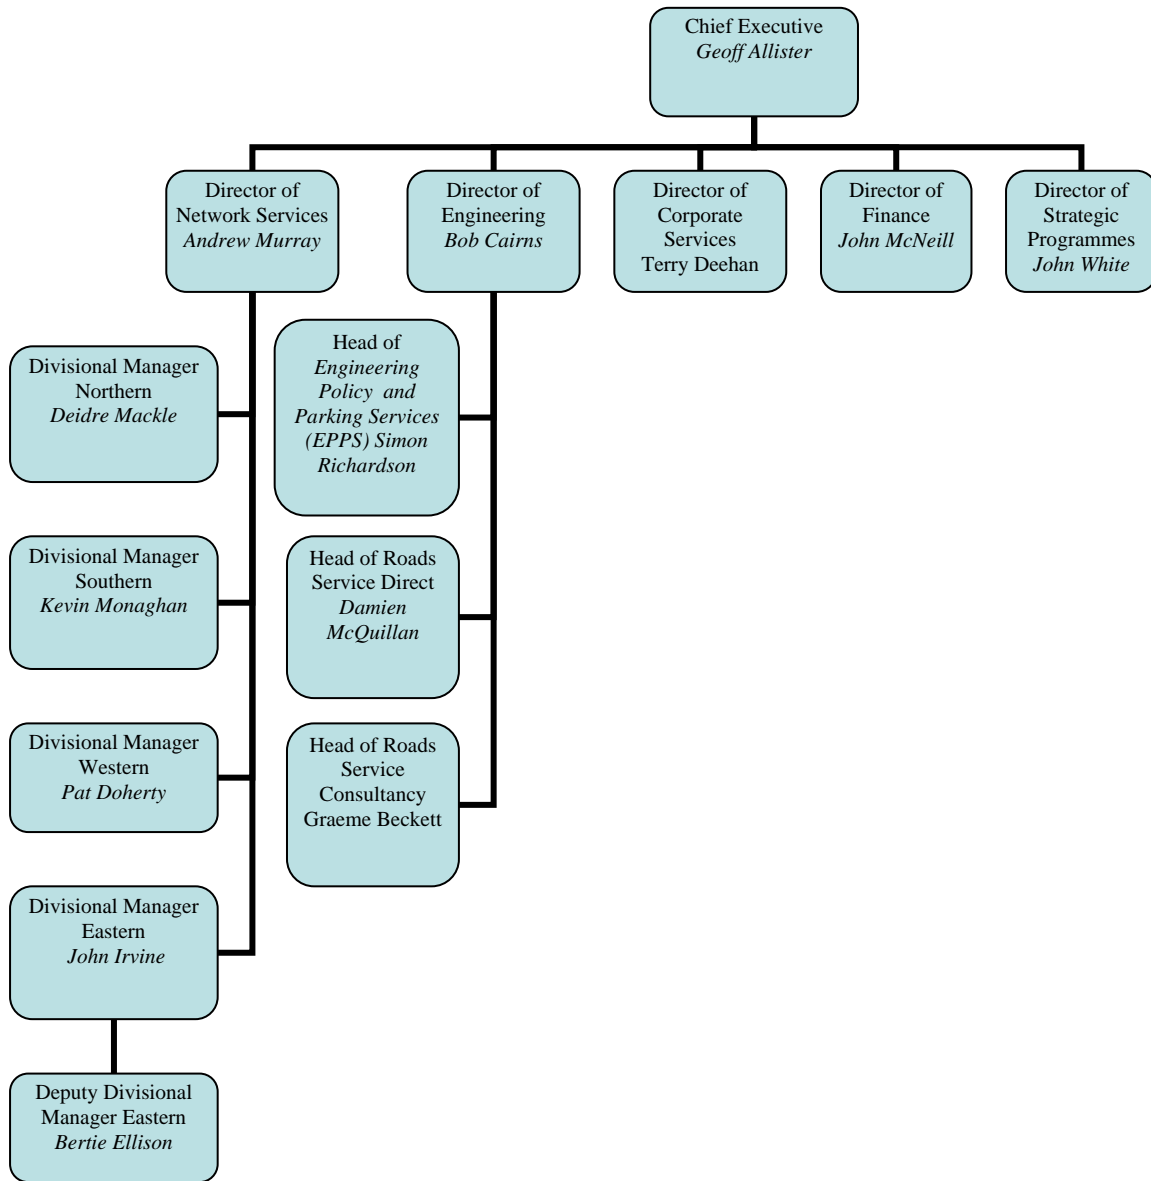 Chief Executive
Geoff Allister
Director of
Network Services
Andrew Murray
Director of
Engineering
Bob Cairns
Director of
Corporate
Services
Terry Deehan
Director of
Finance
John McNeill
Director of
Strategic
Programmes
John White
Divisional Manager
Northern
Deidre Mackle
Divisional Manager
Southern
Kevin Monaghan
Divisional Manager
Western
Pat Doherty
Divisional Manager
Eastern
John Irvine
Deputy Divisional
Manager Eastern
Bertie Ellison
Head of
Engineering
Policy and
Parking Services
(EPPS) Simon
Richardson
Head of Roads
Service Direct
Damien
McQuillan
Head of Roads
Service
Consultancy
Graeme Beckett